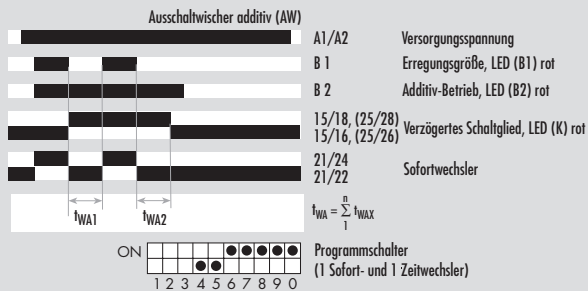 Ausschaltwischer additiv (AW)
A1/A2 Versorgungsspannung
B 1 Erregungsgröße, LED (B1) rot
B 2 Additiv-Betrieb, LED (B2) rot
15/18, (25/28)
15/16, (25/26) Verzögertes Schaltglied, LED (K) rot
21/24
21/22 Sofortwechsler
tWA1 tWA2 tWA = n Σ 1 tWAX
ON Programmschalter
(1 Sofort- und 1 Zeitwechsler)
1 2 3 4 5 6 7 8 9 0